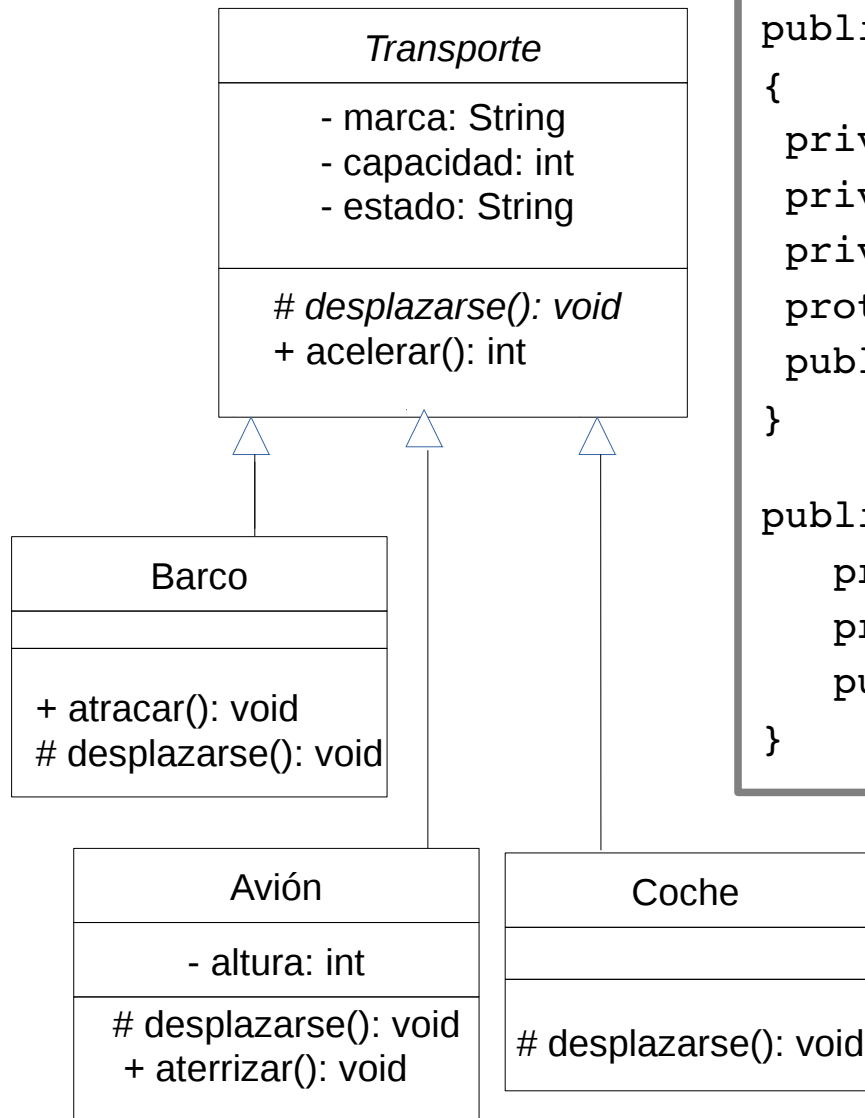 Transporte
- marca: String
- capacidad: int
- estado: String
# desplazarse(): void
+ acelerar(): int
Barco
+ atracar(): void
# desplazarse(): void
Avión
- altura: int
# desplazarse(): void
+ aterrizar(): void
Coche
# desplazarse(): void
{
}
}